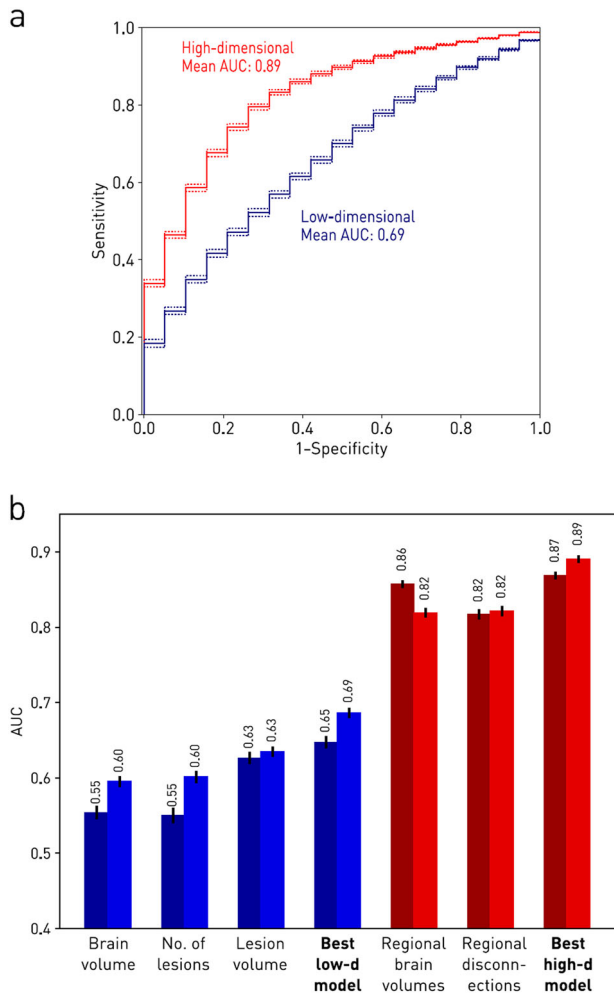 a
1.0
High-dimensional
Mean AUC: 0.89
0.8
0.6
Sensitivity
Low-dimensional
Mean AUC: 0.69
0.4
0.2
0.0
0.0 0.2 0.4 0.6 0.8 1.0
1-Specificity
b
0.9
0.86
0.82
0.82
0.82
0.87
0.89
0.8
AUC
0.7
0.55
0.60
0.55
0.60
0.63
0.63
0.65
0.69
0.6
0.5
0.4
Brain No. of Lesion Best Regional Regional Best
volume lesions volume low-d brain disconn- high-d
model volumes ections model